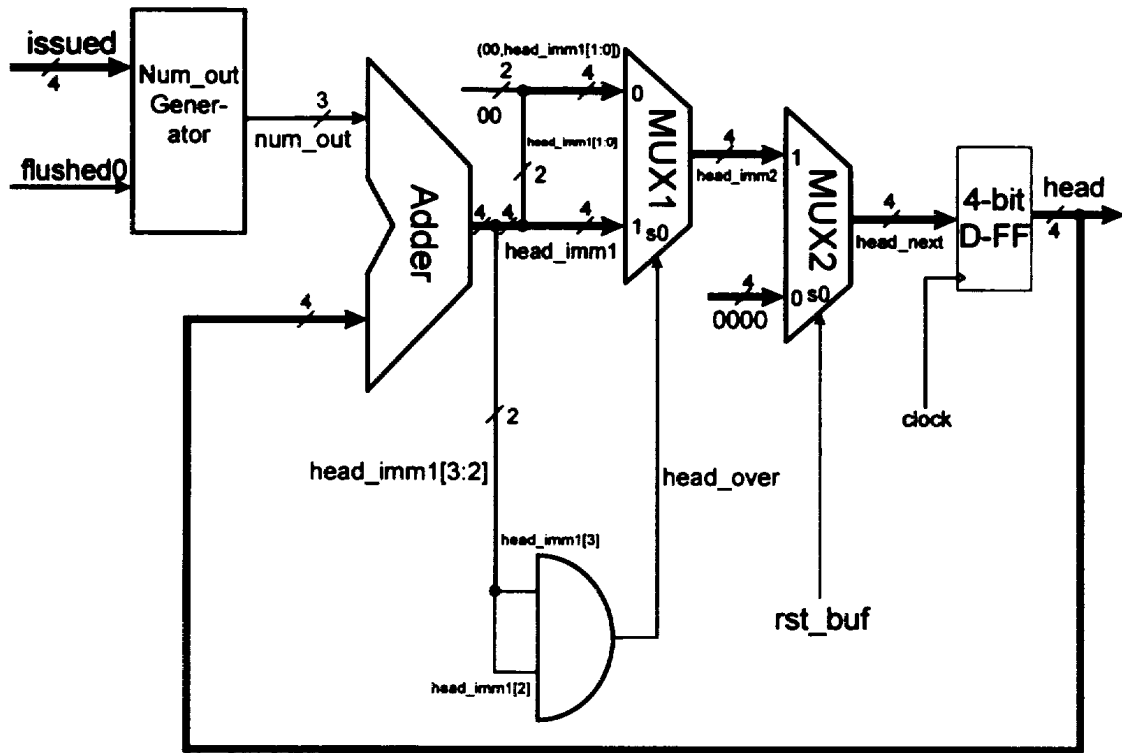 issued
4
Num_out
Gener-
ator
flushed0
3
num_out
Adder
4
(00,head_imm1[1:0])
2
00
4
head_imm1[1:0]
2
4
4
4
head_imm1
0
1
s0
MUX1
4
head_imm2
1
0
s0
MUX2
4
0000
4
head_next
4-bit
D-FF
head
4
clock
2
head_imm1[3:2]
head_over
head_imm1[3]
head_imm1[2]
rst_buf